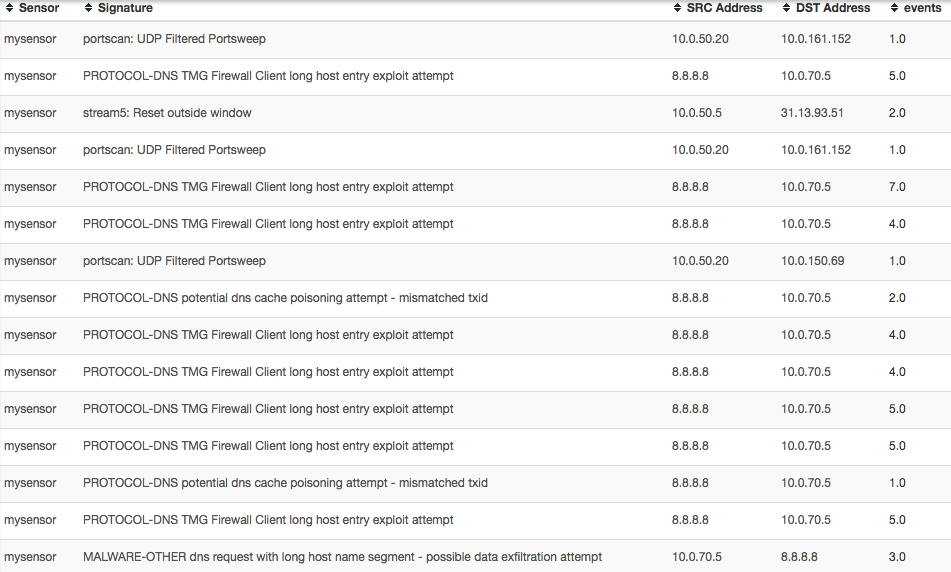 Sensor Signature SRC Address DST Address events
mysensor portscan: UDP Filtered Portsweep 10.0.50.20 10.0.161.152 1.0
mysensor PROTOCOL-DNS TMG Firewall Client long host entry exploit attempt 8.8.8.8 10.0.70.5 5.0
mysensor stream5: Reset outside window 10.0.50.5 31.13.93.51 2.0
mysensor portscan: UDP Filtered Portsweep 10.0.50.20 10.0.161.152 1.0
mysensor PROTOCOL-DNS TMG Firewall Client long host entry exploit attempt 8.8.8.8 10.0.70.5 7.0
mysensor PROTOCOL-DNS TMG Firewall Client long host entry exploit attempt 8.8.8.8 10.0.70.5 4.0
mysensor portscan: UDP Filtered Portsweep 10.0.50.20 10.0.150.69 1.0
mysensor PROTOCOL-DNS potential dns cache poisoning attempt - mismatched txid 8.8.8.8 10.0.70.5 2.0
mysensor PROTOCOL-DNS TMG Firewall Client long host entry exploit attempt 8.8.8.8 10.0.70.5 4.0
mysensor PROTOCOL-DNS TMG Firewall Client long host entry exploit attempt 8.8.8.8 10.0.70.5 4.0
mysensor PROTOCOL-DNS TMG Firewall Client long host entry exploit attempt 8.8.8.8 10.0.70.5 5.0
mysensor PROTOCOL-DNS TMG Firewall Client long host entry exploit attempt 8.8.8.8 10.0.70.5 5.0
mysensor PROTOCOL-DNS potential dns cache poisoning attempt - mismatched txid 8.8.8.8 10.0.70.5 1.0
mysensor PROTOCOL-DNS TMG Firewall Client long host entry exploit attempt 8.8.8.8 10.0.70.5 5.0
mysensor MALWARE-OTHER dns request with long host name segment - possible data exfiltration attempt 10.0.70.5 8.8.8.8 3.0